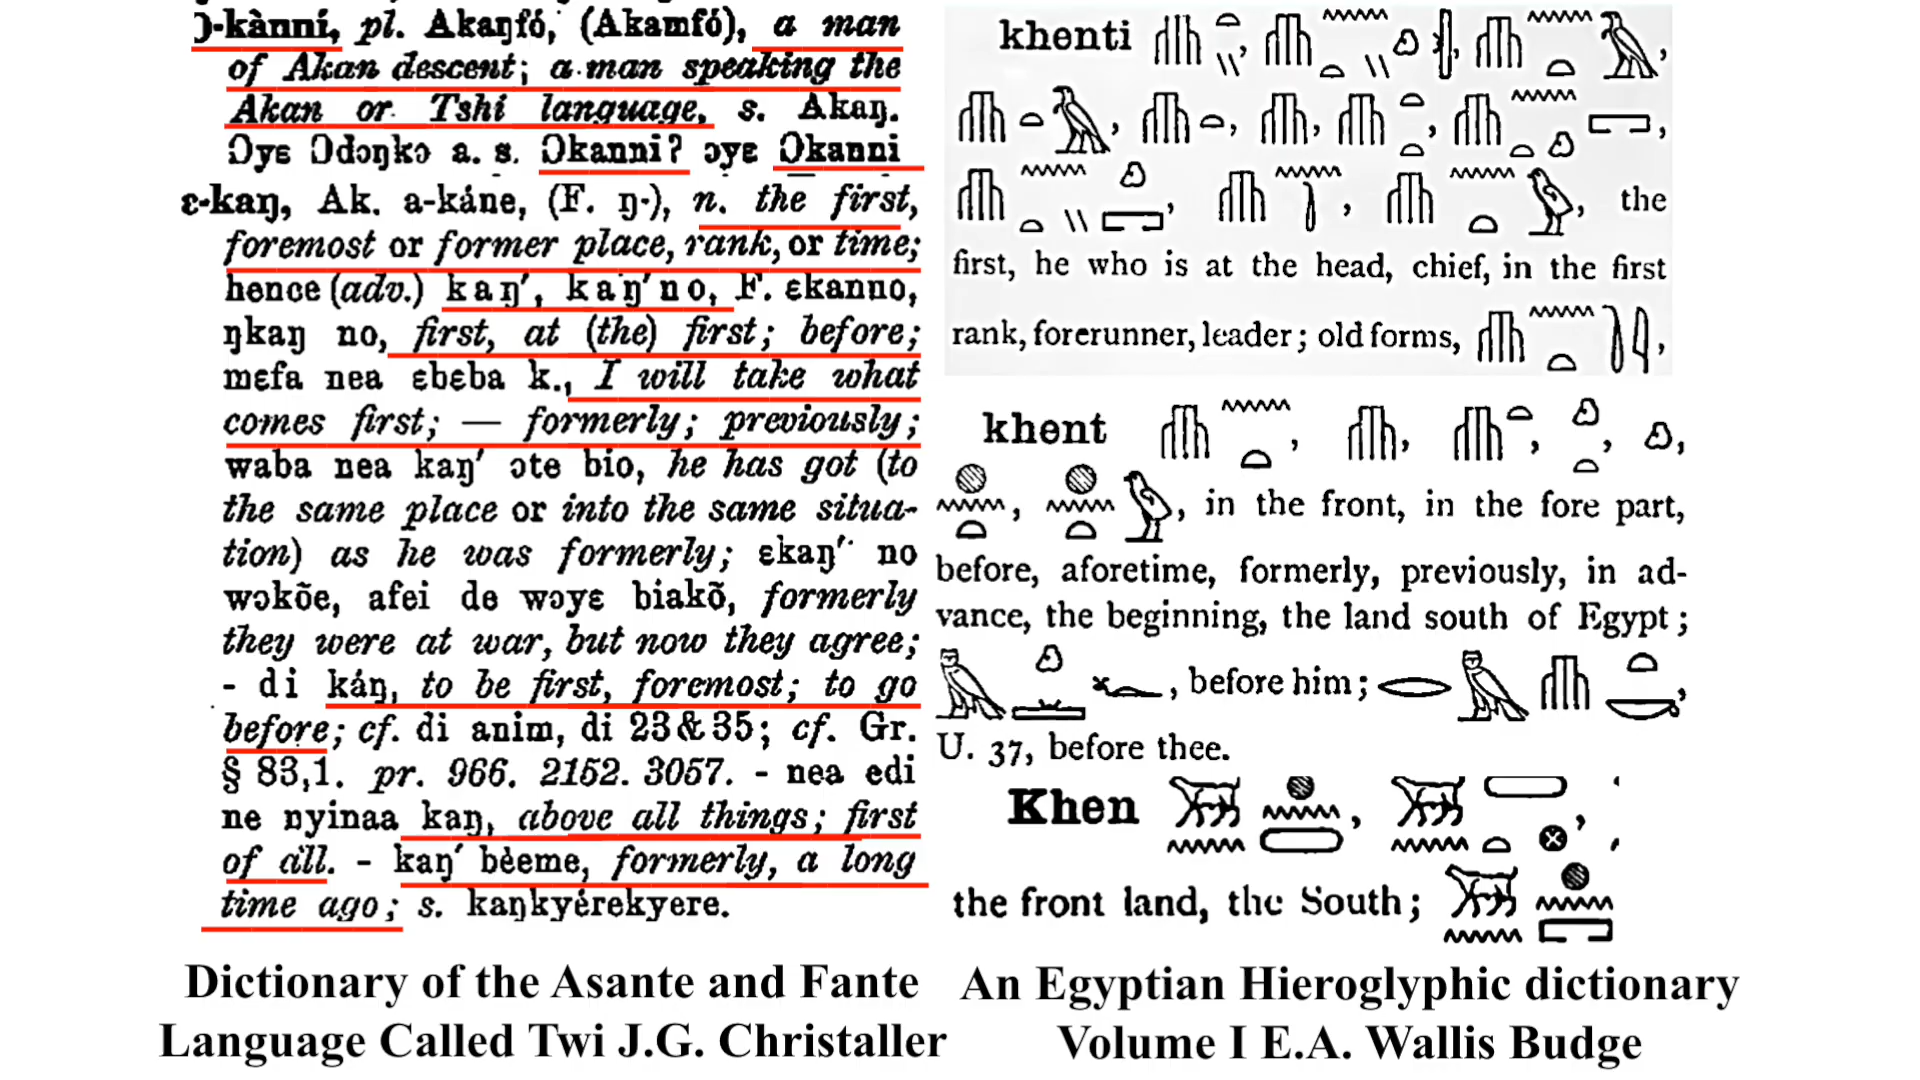 Ɔ-kànní, pl. Akaŋfó, (Akamfó), a man
of Akan descent; a man speaking the
Akan or Tshi language, s. Akaŋ.
Ɔyɛ Ɔdɔŋkɔ a. s. Ɔkanni? ɔyɛ Ɔkanni
ɛ-kaŋ, Ak. a-káne, (F. ŋ-), n. the first,
foremost or former place, rank, or time;
hence (adv.) kaŋ', kaŋ' no, F. ɛkanno,
ŋkaŋ no, first, at (the) first; before;
mɛfa nea ɛbɛba k., I will take what
comes first; — formerly; previously;
waba nea kaŋ' ɔte bio, he has got (to
the same place or into the same situa-
tion) as he was formerly; ɛkaŋ' no
wɔkõe, afei de wɔyɛ biakõ, formerly
they were at war, but now they agree;
- di káŋ, to be first, foremost; to go
before; cf. di anim, di 23 & 35; cf. Gr.
§ 83,1. pr. 966. 2152. 3057. - nea edi
ne nyinaa kaŋ, above all things; first
of all. - kaŋ' bèeme, formerly, a long
time ago; s. kaŋkyérekyere.
Dictionary of the Asante and Fante
Language Called Twi J.G. Christaller
khenti
the
first, he who is at the head, chief, in the first
rank, forerunner, leader; old forms,
khent
in the front, in the fore part,
before, aforetime, formerly, previously, in ad-
vance, the beginning, the land south of Egypt;
before him;
U. 37, before thee.
Khen
the front land, the South;
An Egyptian Hieroglyphic dictionary
Volume I E.A. Wallis Budge